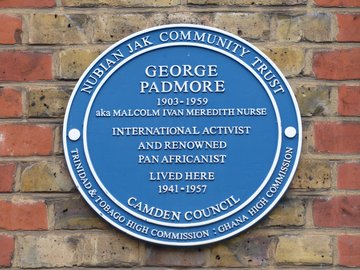 NUBIAN JAK COMMUNITY TRUST
GEORGE
PADMORE
1903-1959
aka MALCOLM IVAN MEREDITH NURSE
INTERNATIONAL ACTIVIST
AND RENOWNED
PAN AFRICANIST
LIVED HERE
1941-1957
CAMDEN COUNCIL
TRINIDAD & TOBAGO HIGH COMMISSION : GHANA HIGH COMMISSION